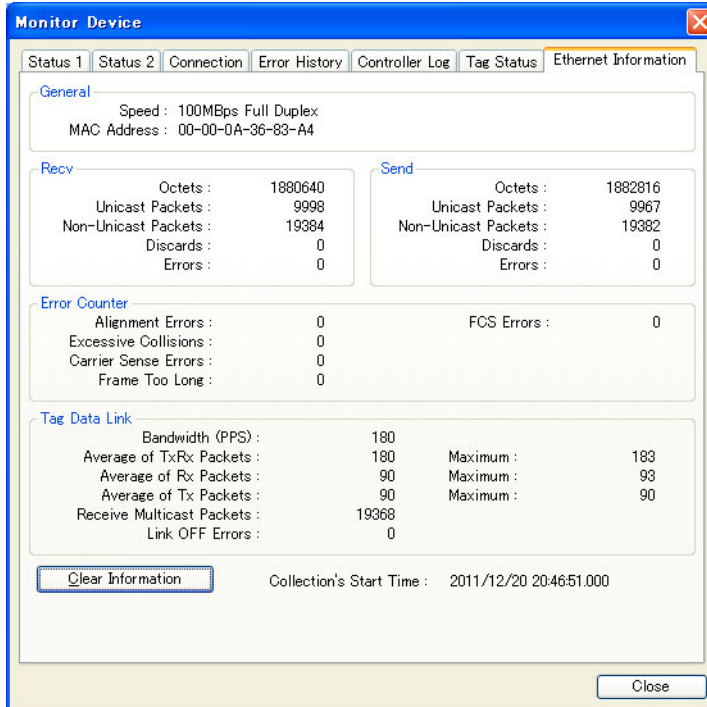 Monitor Device
Status 1 Status 2 Connection Error History Controller Log Tag Status Ethernet Information
General
Speed : 100MBps Full Duplex
MAC Address : 00-00-0A-36-83-A4
Recv
Octets : 1880640
Unicast Packets : 9998
Non-Unicast Packets : 19384
Discards : 0
Errors : 0
Send
Octets : 1882816
Unicast Packets : 9967
Non-Unicast Packets : 19382
Discards : 0
Errors : 0
Error Counter
Alignment Errors : 0 FCS Errors : 0
Excessive Collisions : 0
Carrier Sense Errors : 0
Frame Too Long : 0
Tag Data Link
Bandwidth (PPS) : 180
Average of TxRx Packets : 180 Maximum : 183
Average of Rx Packets : 90 Maximum : 93
Average of Tx Packets : 90 Maximum : 90
Receive Multicast Packets : 19368
Link OFF Errors : 0
Clear Information Collection's Start Time : 2011/12/20 20:46:51.000
Close